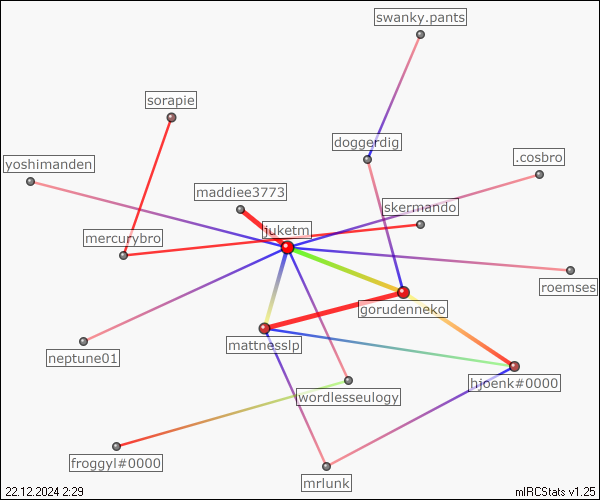 swanky.pants
sorapie
doggerdig
yoshimanden
.cosbro
maddiee3773
skermando
juketm
mercurybro
roemses
gorudenneko
mattnesslp
neptune01
hjoenk#0000
wordlesseulogy
froggyl#0000
mrlunk
22.12.2024 2:29
mIRCStats v1.25